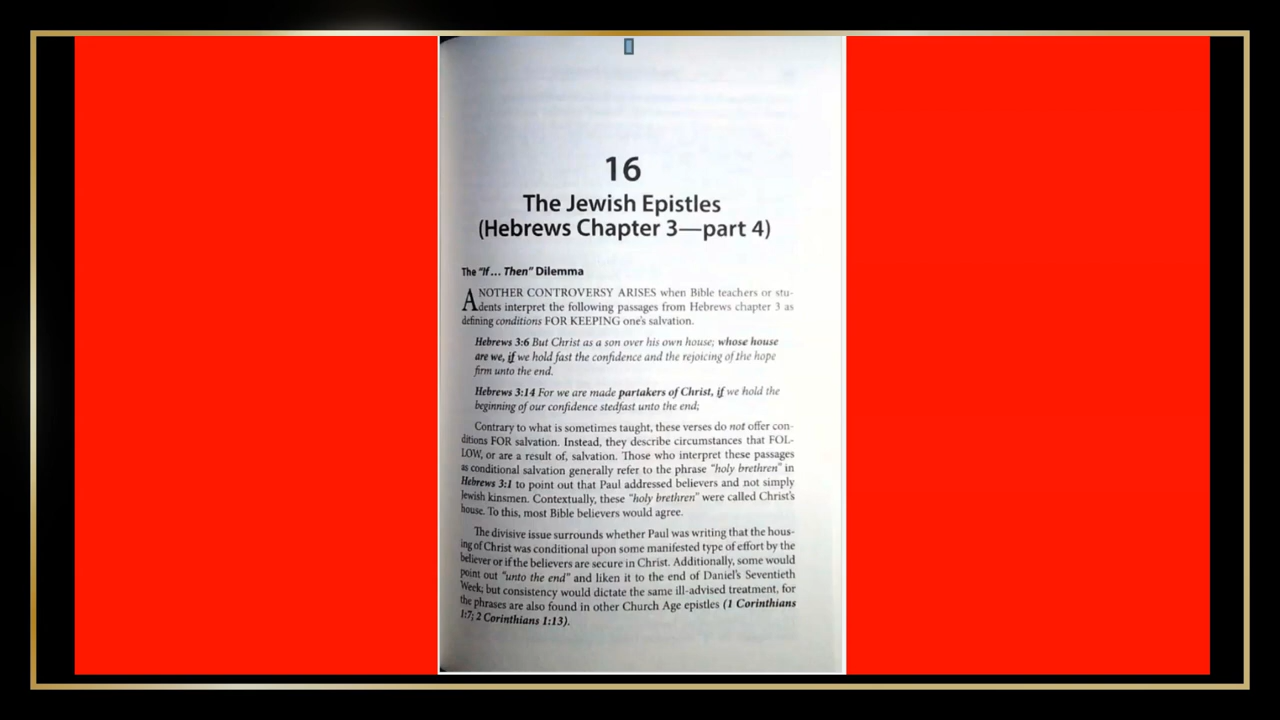 16
The Jewish Epistles
(Hebrews Chapter 3—part 4)
The "If... Then" Dilemma
ANOTHER CONTROVERSY ARISES when Bible teachers or stu-
dents interpret the following passages from Hebrews chapter 3 as
defining conditions FOR KEEPING one's salvation.
Hebrews 3:6 But Christ as a son over his own house; whose house
are we, if we hold fast the confidence and the rejoicing of the hope
firm unto the end.
Hebrews 3:14 For we are made partakers of Christ, if we hold the
beginning of our confidence stedfast unto the end;
Contrary to what is sometimes taught, these verses do not offer con-
ditions FOR salvation. Instead, they describe circumstances that FOL-
LOW, or are a result of, salvation. Those who interpret these passages
as conditional salvation generally refer to the phrase "holy brethren" in
Hebrews 3:1 to point out that Paul addressed believers and not simply
Jewish kinsmen. Contextually, these "holy brethren" were called Christ's
house. To this, most Bible believers would agree.
The divisive issue surrounds whether Paul was writing that the hous-
ing of Christ was conditional upon some manifested type of effort by the
believer or if the believers are secure in Christ. Additionally, some would
point out "unto the end" and liken it to the end of Daniel's Seventieth
Week; but consistency would dictate the same ill-advised treatment, for
the phrases are also found in other Church Age epistles (1 Corinthians
1:7; 2 Corinthians 1:13).